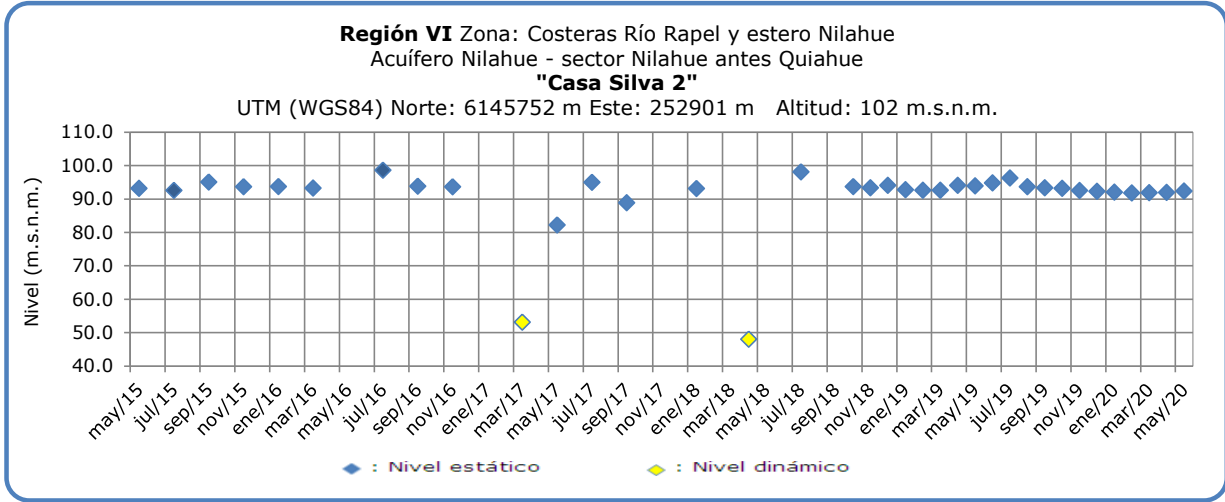 Región VI Zona: Costeras Río Rapel y estero Nilahue
Acuífero Nilahue - sector Nilahue antes Quiahue
"Casa Silva 2"
UTM (WGS84) Norte: 6145752 m Este: 252901 m Altitud: 102 m.s.n.m.
Nivel (m.s.n.m.)
110.0
100.0
90.0
80.0
70.0
60.0
50.0
40.0
may/15 jul/15 sep/15 nov/15 ene/16 mar/16 may/16 jul/16 sep/16 nov/16 ene/17 mar/17 may/17 jul/17 sep/17 nov/17 ene/18 mar/18 may/18 jul/18 sep/18 nov/18 ene/19 mar/19 may/19 jul/19 sep/19 nov/19 ene/20 mar/20 may/20
: Nivel estático : Nivel dinámico